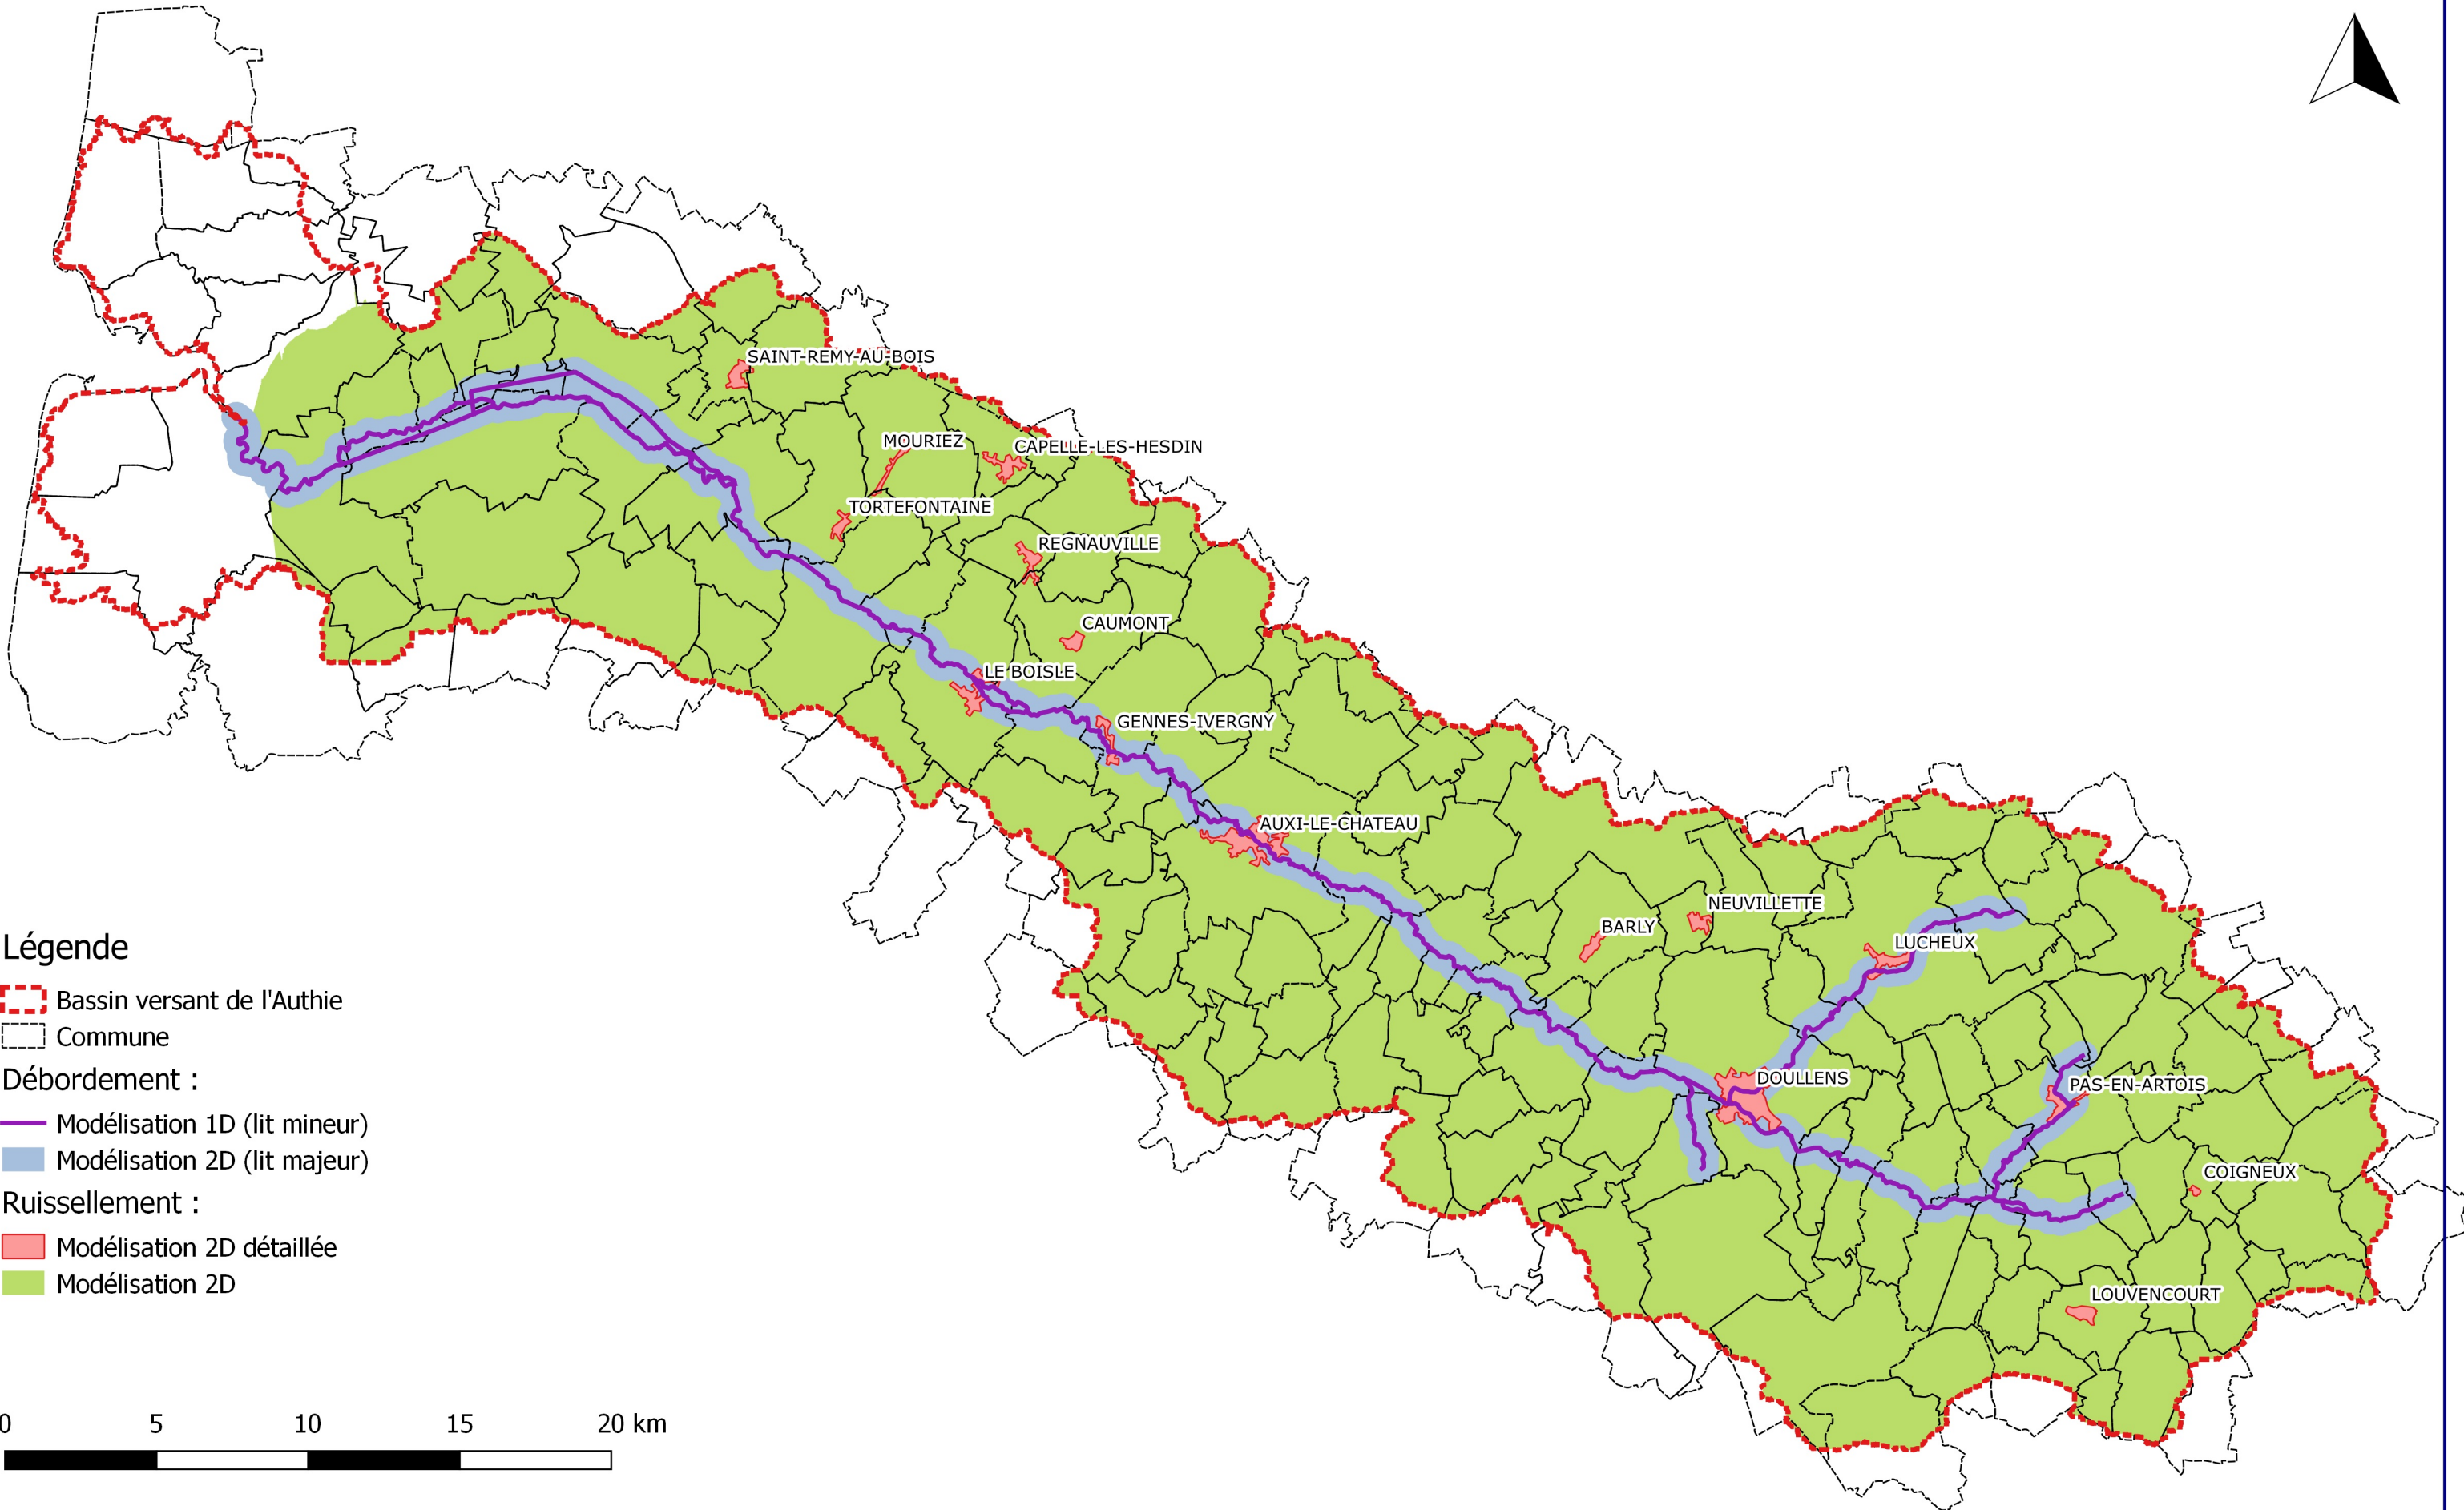 SAINT-REMY-AU-BOIS
MOURIEZ
CAPELLE-LES-HESDIN
TORTEFONTAINE
REGNAUVILLE
CAUMONT
LE BOISLE
GENNES-IVERGNY
AUXI-LE-CHATEAU
NEUVILLETTE
BARLY
LUCHEUX
DOULLENS
PAS-EN-ARTOIS
COIGNEUX
LOUVENCOURT
Légende
Bassin versant de l'Authie
Commune
Débordement :
Modélisation 1D (lit mineur)
Modélisation 2D (lit majeur)
Ruissellement :
Modélisation 2D détaillée
Modélisation 2D
0 5 10 15 20 km